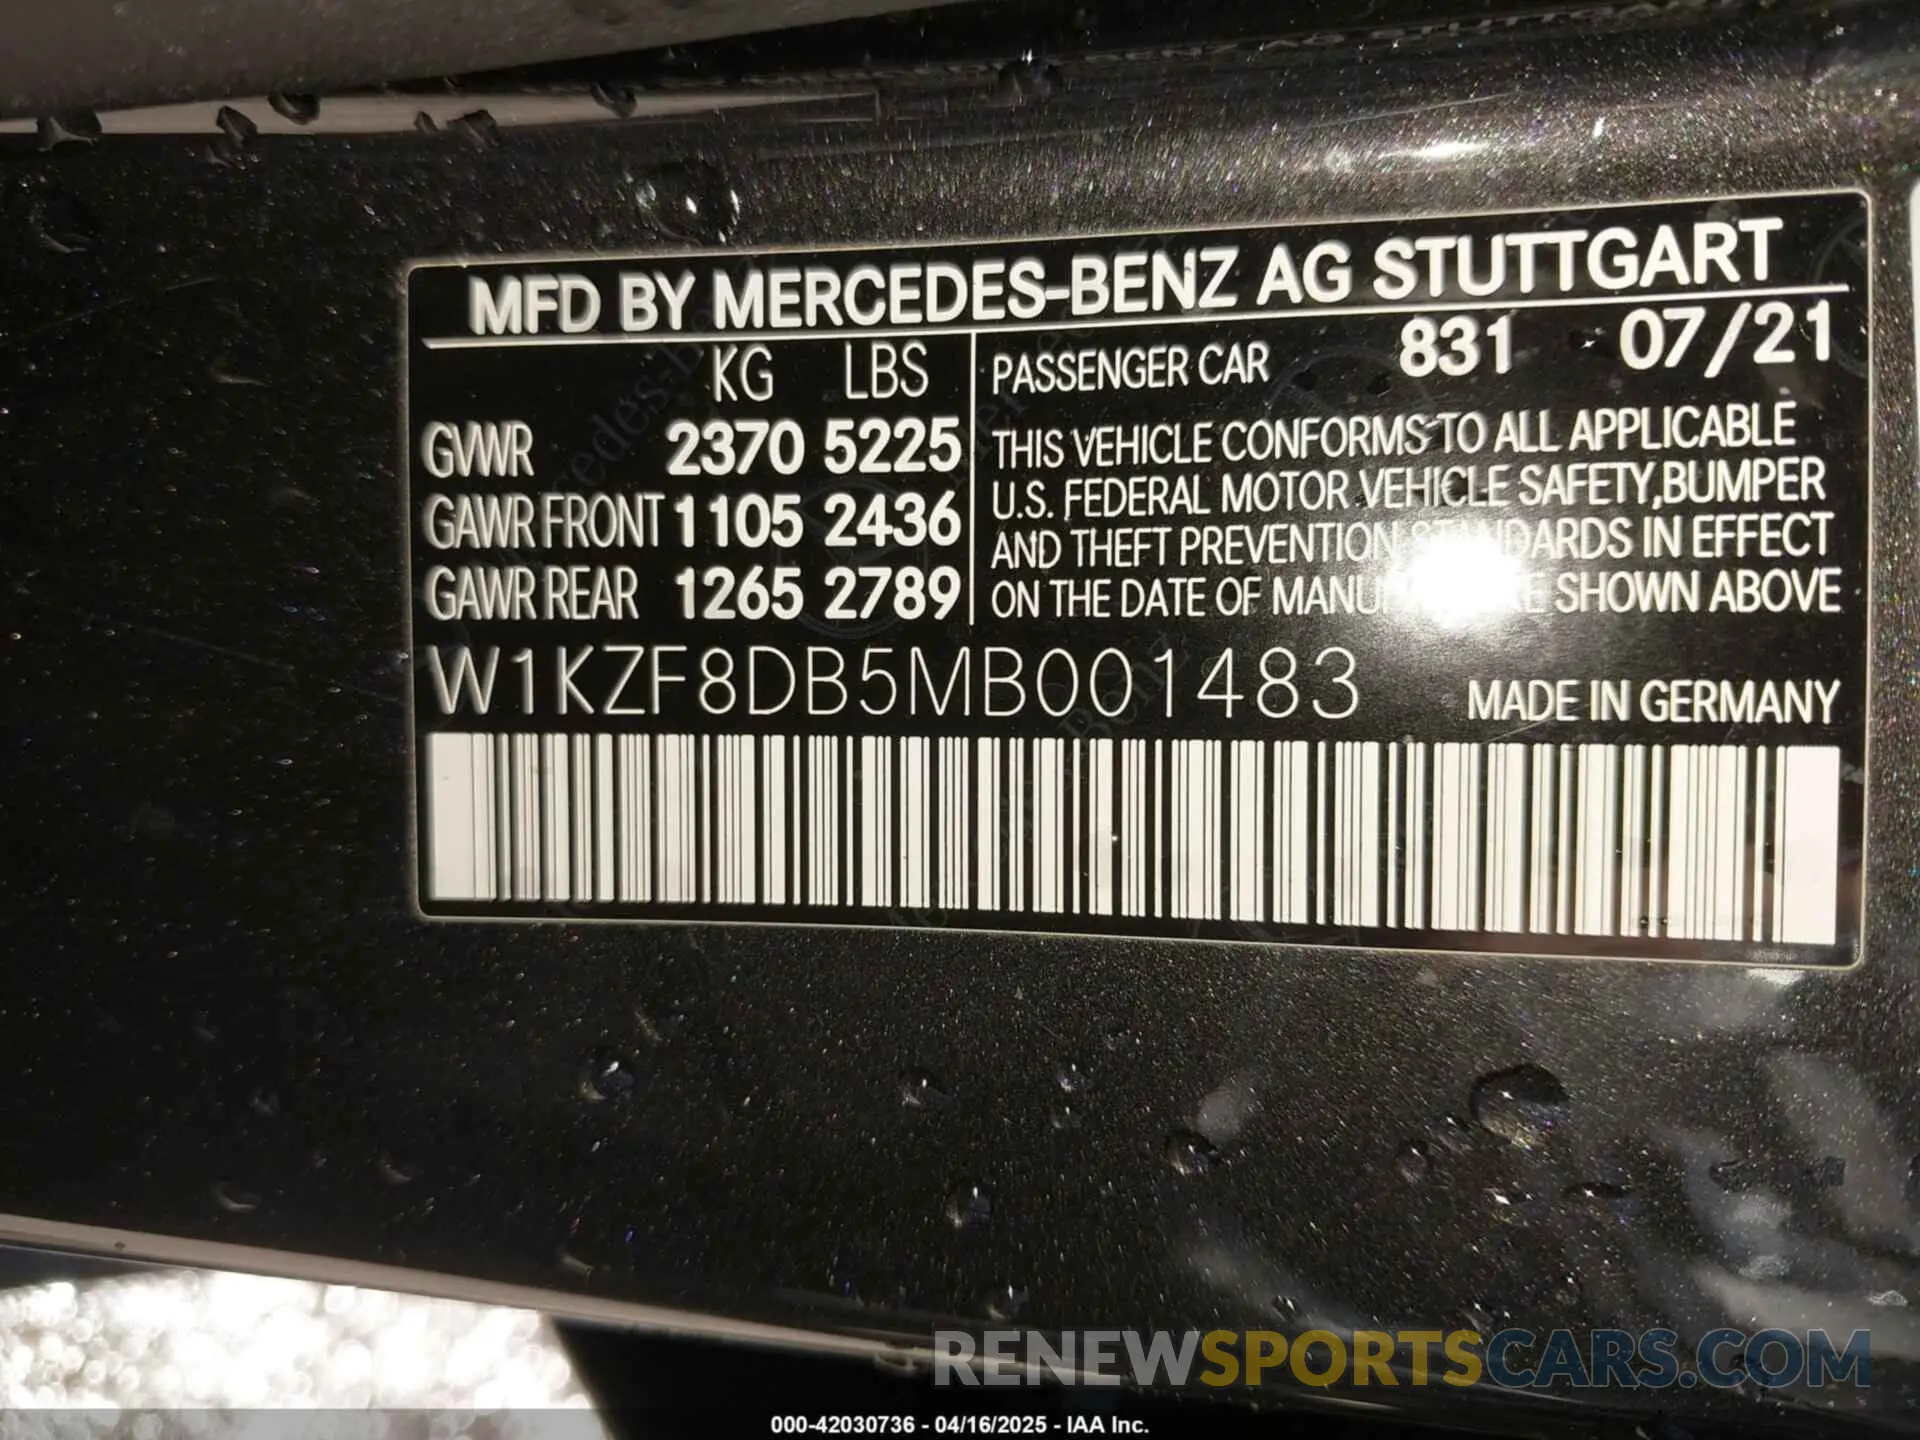 MFD BY MERCEDES-BENZ AG STUTTGART
KG LBS
GVWR 2370 5225
GAWR FRONT 1105 2436
GAWR REAR 1265 2789
PASSENGER CAR 831 07/21
THIS VEHICLE CONFORMS TO ALL APPLICABLE
U.S. FEDERAL MOTOR VEHICLE SAFETY,BUMPER
AND THEFT PREVENTION STANDARDS IN EFFECT
ON THE DATE OF SHOWN ABOVE
W1KZF8DB5MB001483
MADE IN GERMANY
RENEWSPORTSCARS.COM
000-42030736 - 04/16/2025 - IAA Inc.